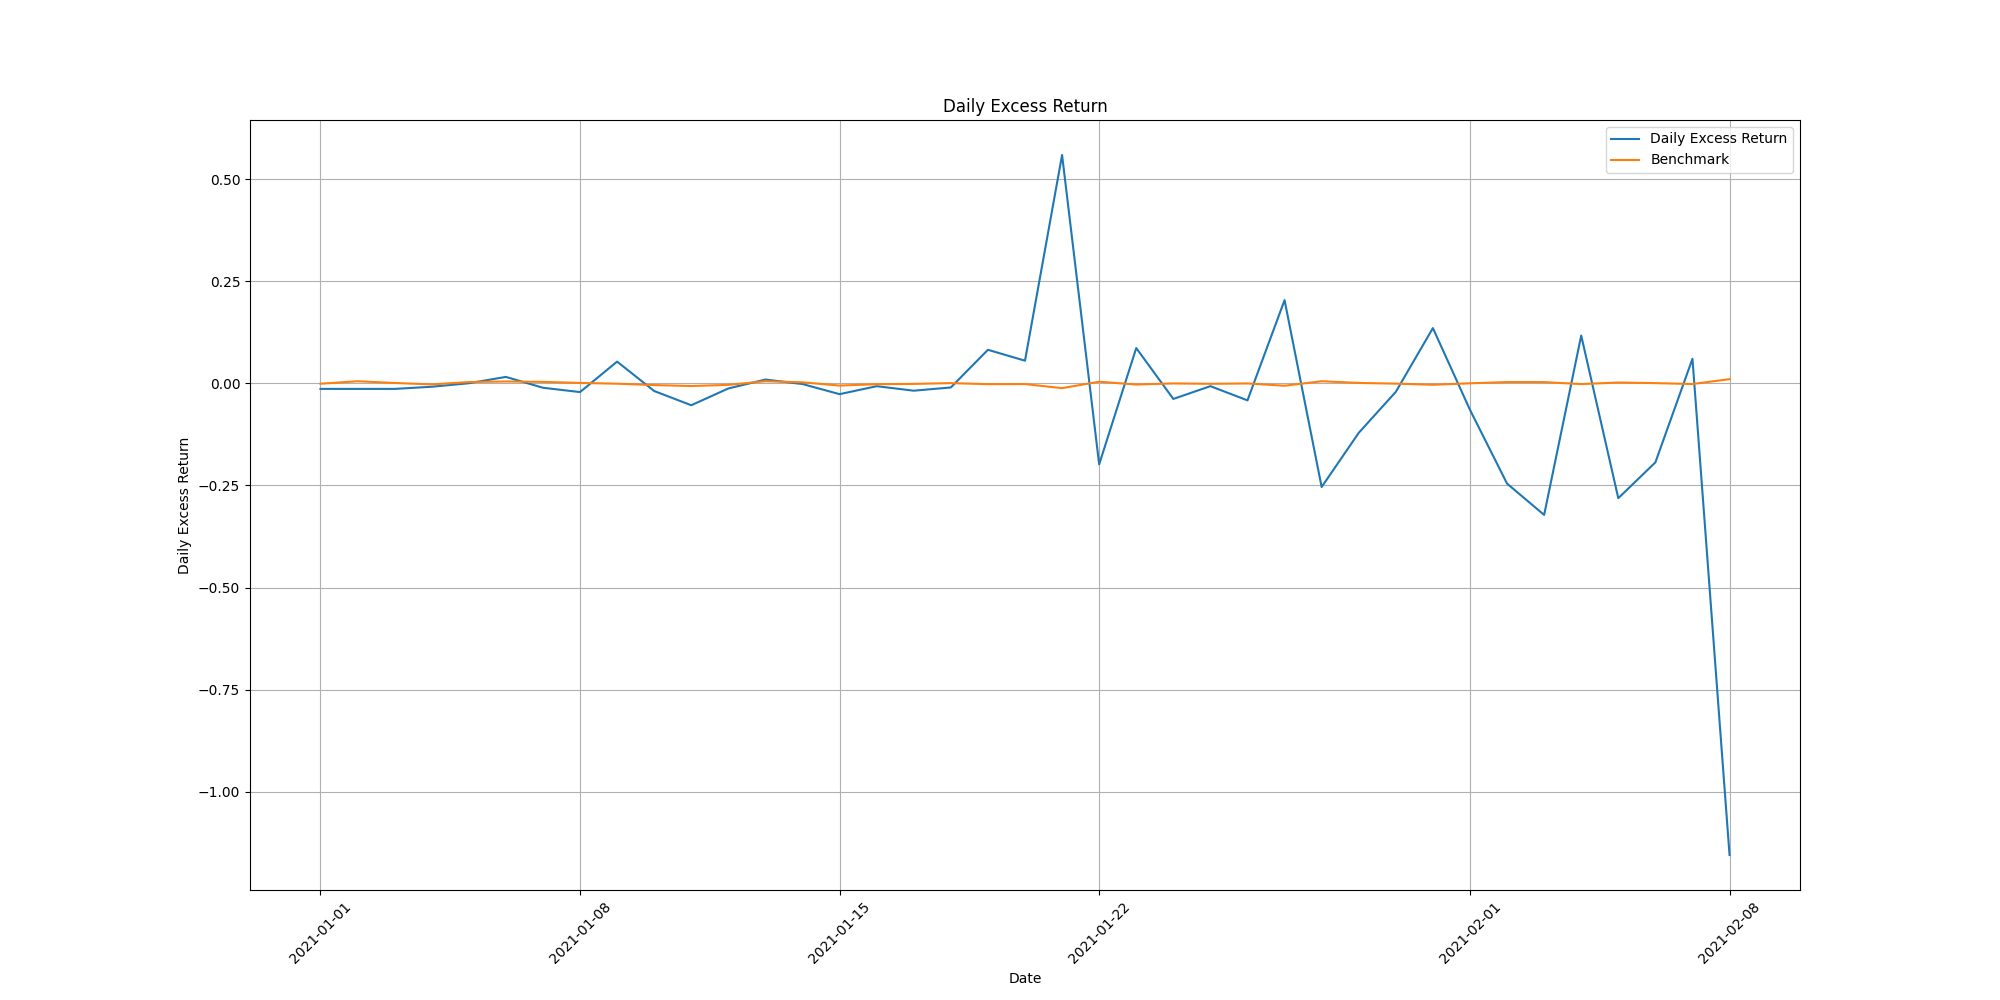 Daily Excess Return
Daily Excess Return
Benchmark
0.50
0.25
0.00
−0.25
−0.50
−0.75
−1.00
Daily Excess Return
2021-01-01
2021-01-08
2021-01-15
2021-01-22
2021-02-01
2021-02-08
Date